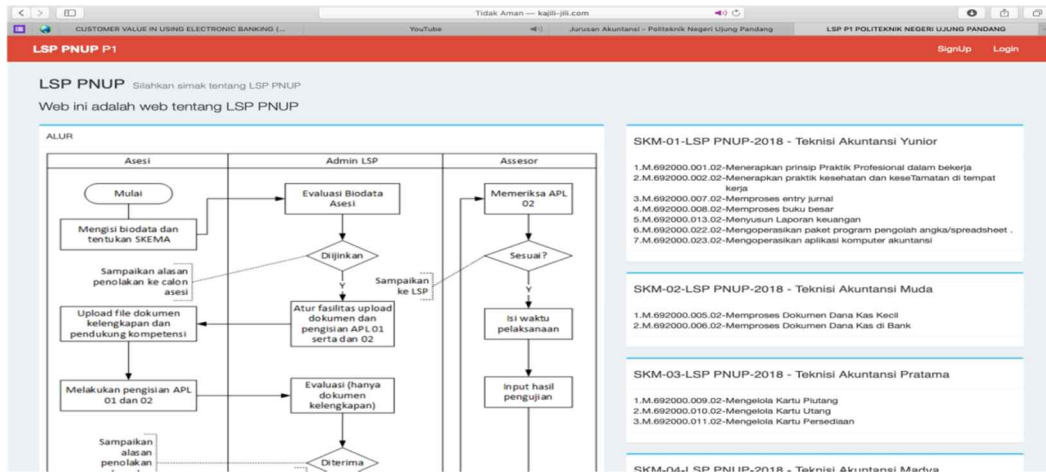 Tidak Aman — kajili-jili.com
CUSTOMER VALUE IN USING ELECTRONIC BANKING (...
YouTube
Jurusan Akuntansi – Politeknik Negeri Ujung Pandang
LSP P1 POLITEKNIK NEGERI UJUNG PANDANG
LSP PNUP P1
SignUp
Login
LSP PNUP Silahkan simak tentang LSP PNUP
Web ini adalah web tentang LSP PNUP
ALUR
Asesi
Admin LSP
Assesor
Mulai
Mengisi biodata dan
tentukan SKEMA
Evaluasi Biodata
Asesi
Memeriksa APL
02
Diijinkan
Sesuai?
Sampaikan alasan
penolakan ke calon
asesi
Y
Sampaikan
ke LSP
Y
Upload file dokumen
kelengkapan dan
pendukung kompetensi
Atur fasilitas upload
dokumen dan
pengisian APL 01
serta dan 02
Isi waktu
pelaksanaan
Melakukan pengisian APL
01 dan 02
Evaluasi (hanya
dokumen
kelengkapan)
Input hasil
pengujian
Sampaikan
alasan
penolakan
Diterima
SKM-01-LSP PNUP-2018 - Teknisi Akuntansi Yunior
1.M.692000.001.02-Menerapkan prinsip Praktik Profesional dalam bekerja
2.M.692000.002.02-Menerapkan praktik kesehatan dan keseTamatan di tempat
kerja
3.M.692000.007.02-Memproses entry jurnal
4.M.692000.008.02-Memproses buku besar
5.M.692000.013.02-Menyusun Laporan keuangan
6.M.692000.022.02-Mengoperasikan paket program pengolah angka/spreadsheet .
7.M.692000.023.02-Mengoperasikan aplikasi komputer akuntansi
SKM-02-LSP PNUP-2018 - Teknisi Akuntansi Muda
1.M.692000.005.02-Memproses Dokumen Dana Kas Kecil
2.M.692000.006.02-Memproses Dokumen Dana Kas di Bank
SKM-03-LSP PNUP-2018 - Teknisi Akuntansi Pratama
1.M.692000.009.02-Mengelola Kartu Piutang
2.M.692000.010.02-Mengelola Kartu Utang
3.M.692000.011.02-Mengelola Kartu Persediaan
SKM-04-LSP PNUP-2018 - Teknisi Akuntansi Madya